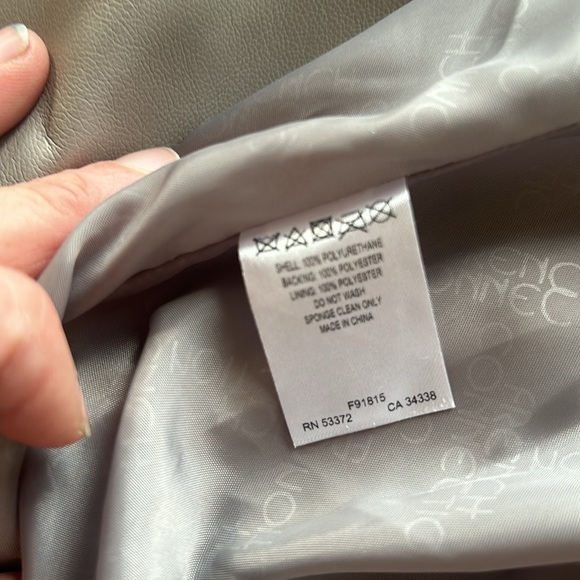 SHELL: 100% POLYURETHANE
BACKING: 100% POLYESTER
LINING: 100% POLYESTER
DO NOT WASH
SPONGE CLEAN ONLY
MADE IN CHINA
F91815
RN 53372 CA 34338